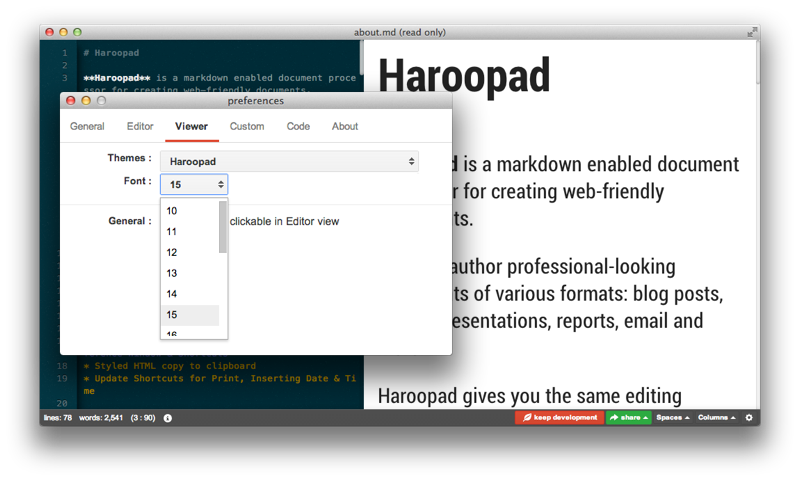 about.md (read only)
1 # Haroopad
2
3 **Haroopad** is a markdown enabled document proce
ssor for creating web-friendly documents.
preferences
General Editor Viewer Custom Code About
Themes : Haroopad
Font : 15
General : clickable in Editor view
10
11
12
13
14
15
16
18 * Styled HTML copy to clipboard
19 * Update Shortcuts for Print, Inserting Date & Ti
me
20
Haroopad
d is a markdown enabled document
r for creating web-friendly
ts.
author professional-looking
ts of various formats: blog posts,
esentations, reports, email and
Haroopad gives you the same editing
lines: 78 words: 2,541 (3 : 90) keep development share Spaces Columns